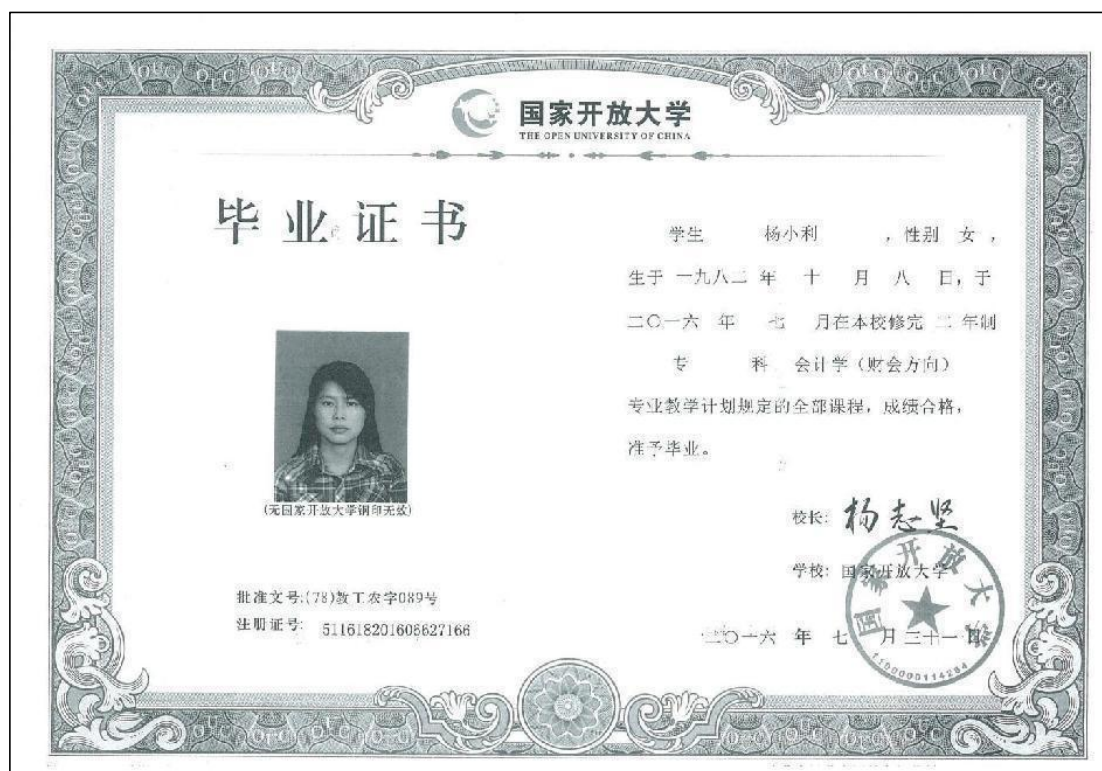 国家开放大学
THE OPEN UNIVERSITY OF CHINA
毕业证书
(无国家开放大学钢印无效)
批准文号:(78)教工农字089号
注册证号: 511618201606627166
学生 杨小利 ，性别 女，
生于 一九八二 年 十 月 八 日，于
二〇一六 年 七 月在本校修完 二 年制
专 科 会计学（财会方向）
专业教学计划规定的全部课程，成绩合格，
准予毕业。
校长: 杨志坚
学校: 国家开放大学
二〇一六 年 七 月 三十一 日
国家开放大学
1100000114284